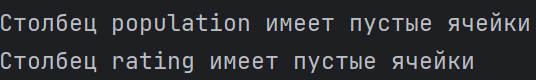 Столбец population имеет пустые ячейки
Столбец rating имеет пустые ячейки